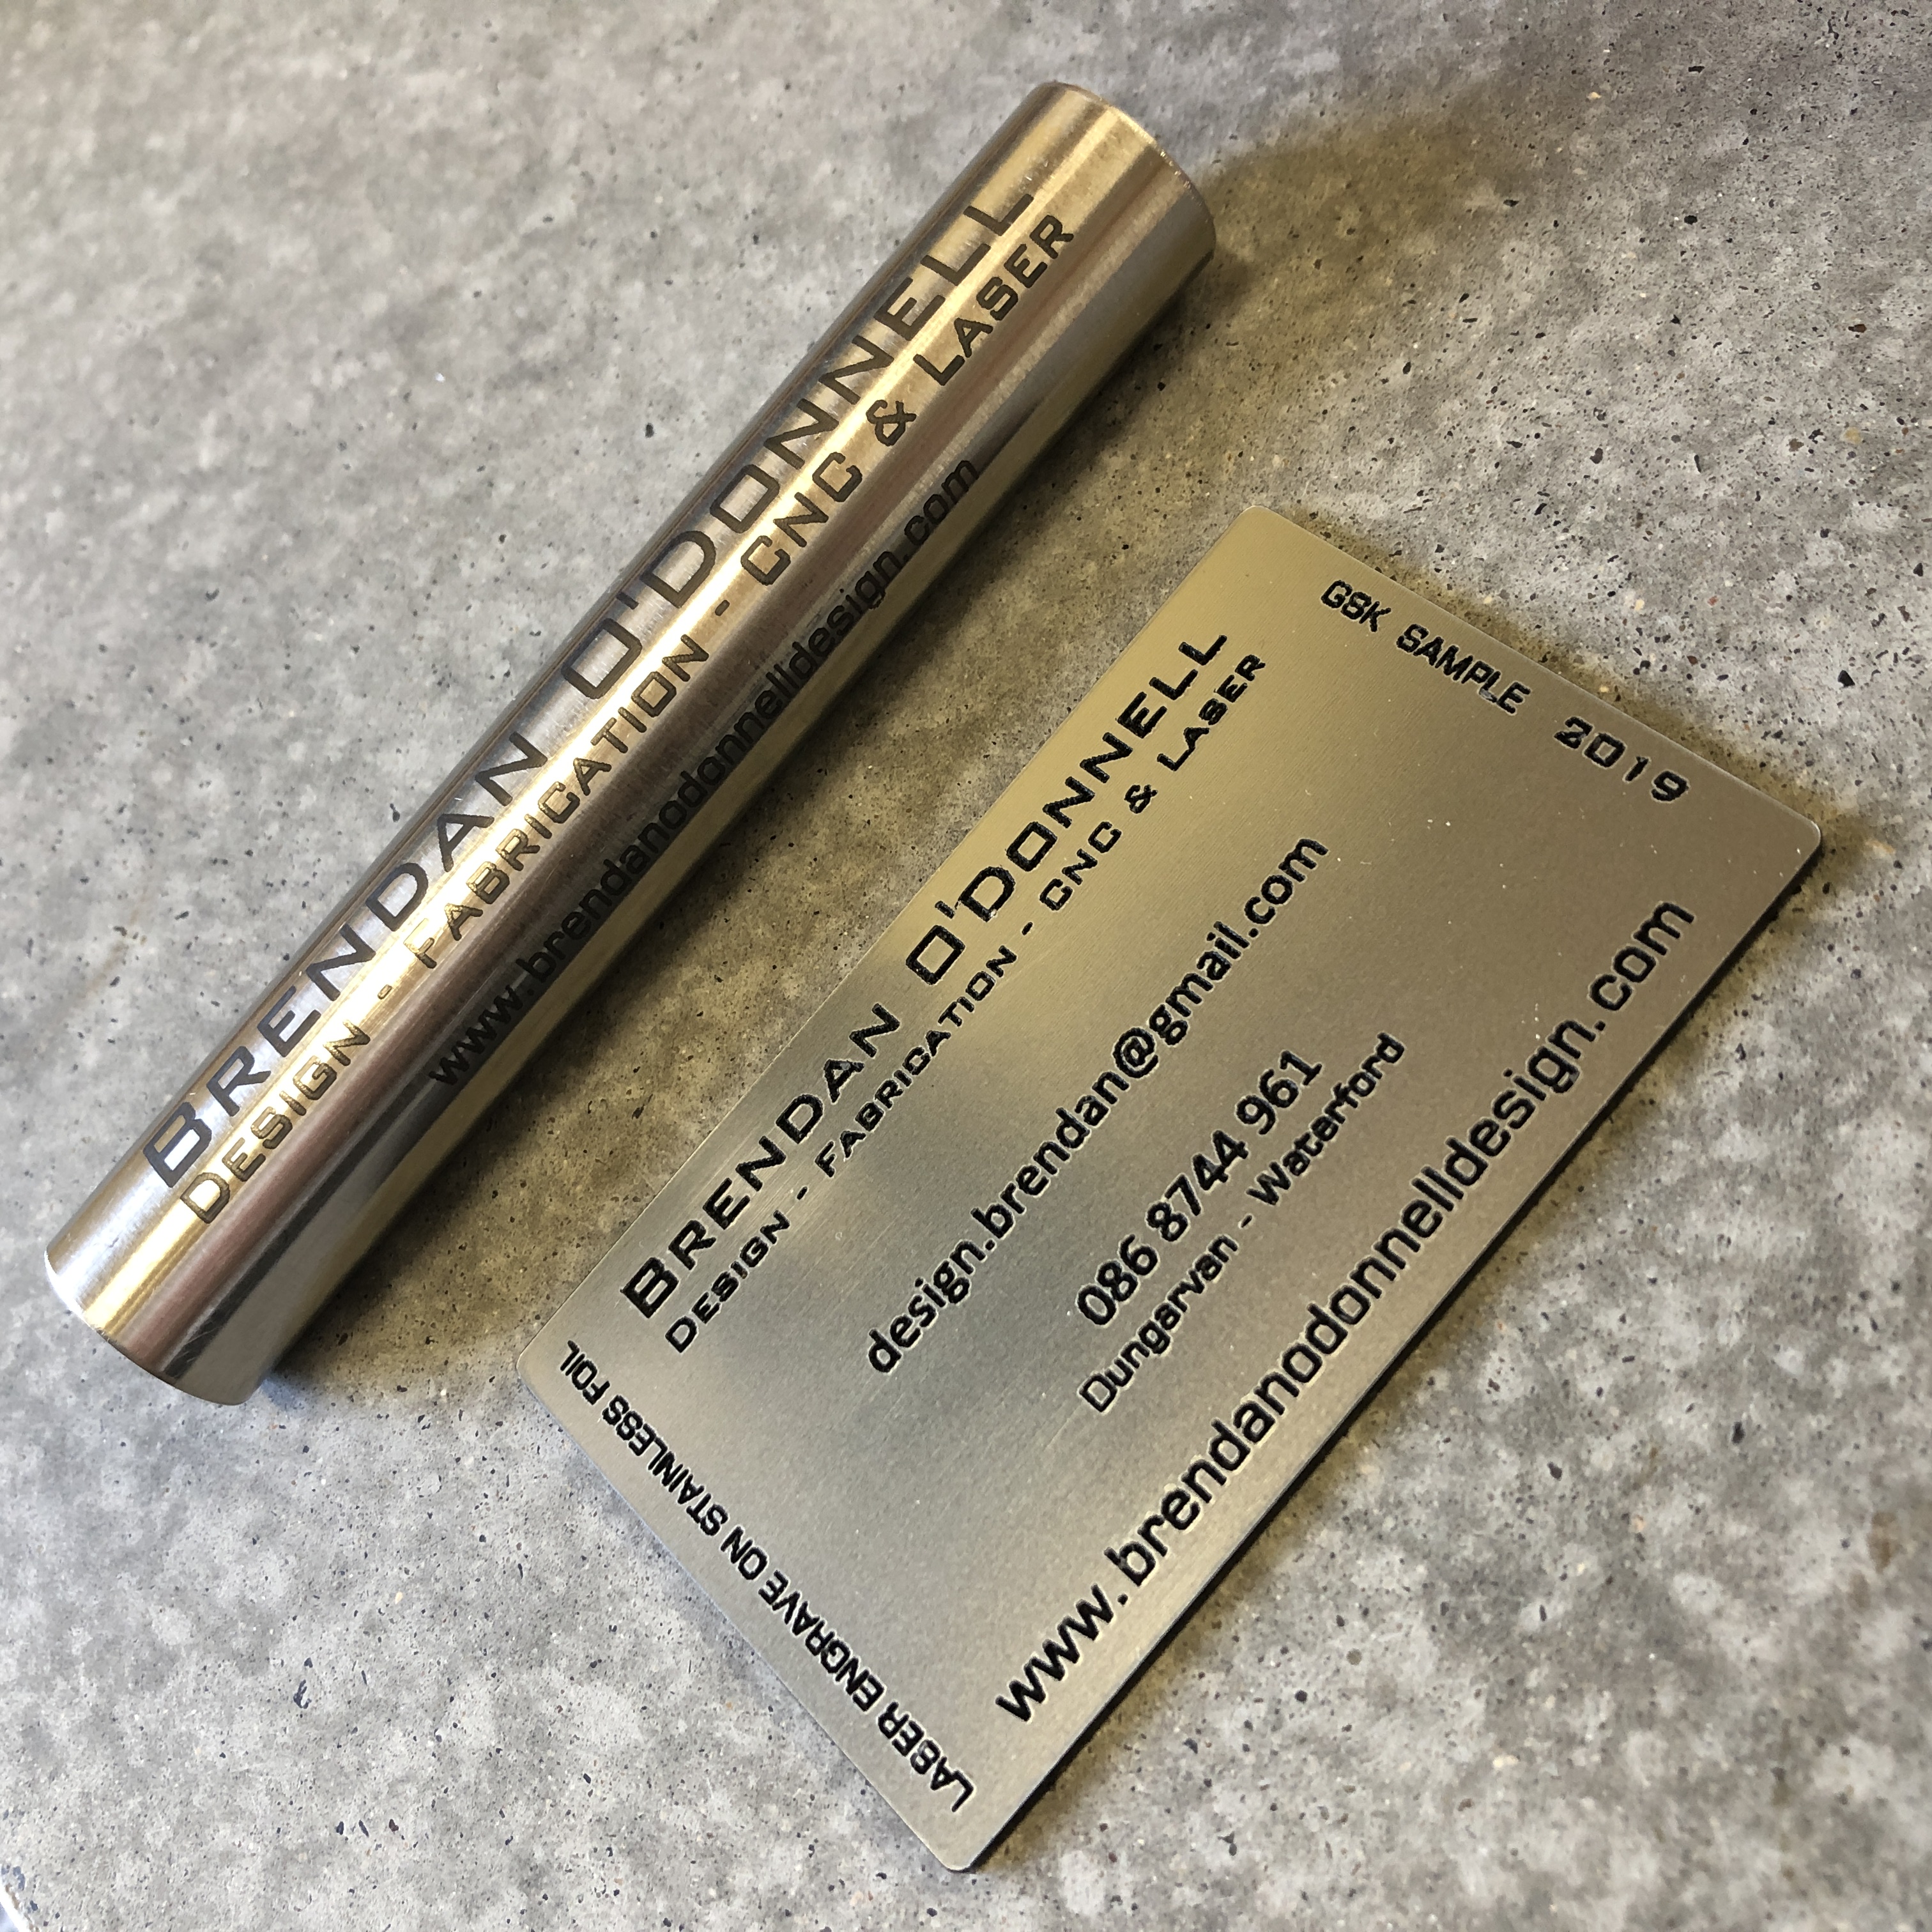 BRENDAN O'DONNELL
DESIGN - FABRICATION - CNC & LASER
www.brendanodonnelldesign.com
GSK SAMPLE 2019
BRENDAN O'DONNELL
DESIGN - FABRICATION - CNC & LASER
design.brendan@gmail.com
086 8744 961
Dungarvan - Waterford
www.brendanodonnelldesign.com
LASER ENGRAVE ON STAINLESS FOIL